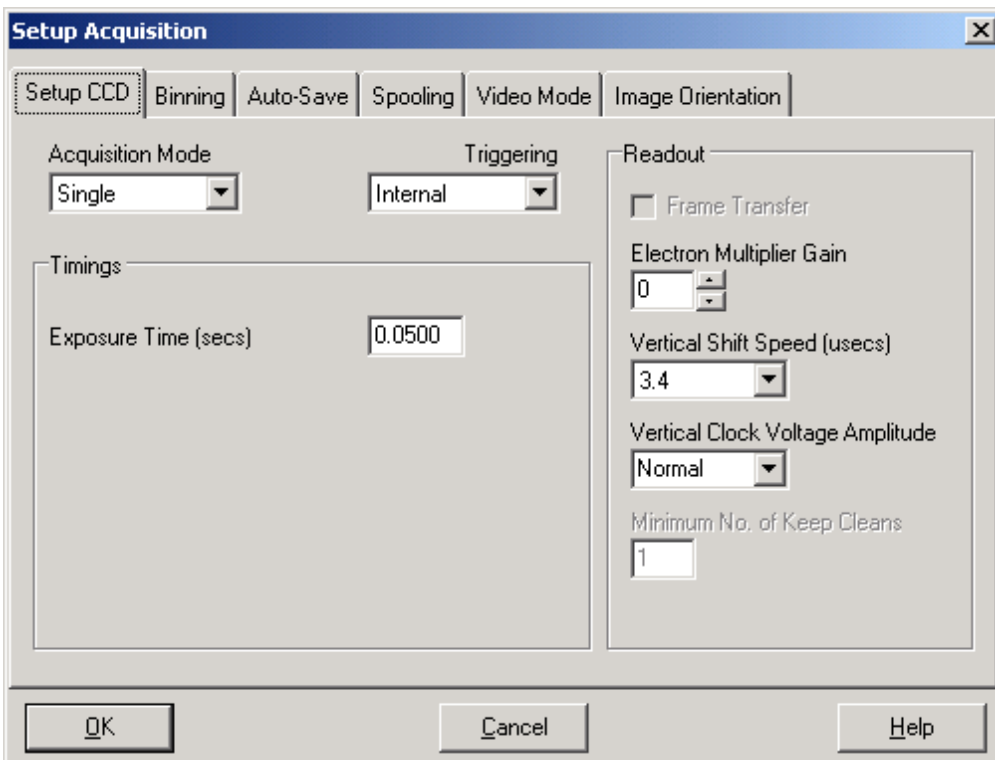 Setup Acquisition
Setup CCD Binning Auto-Save Spooling Video Mode Image Orientation
Acquisition Mode Triggering
Single Internal
Timings
Exposure Time (secs) 0.0500
Readout
Frame Transfer
Electron Multiplier Gain
0
Vertical Shift Speed (usecs)
3.4
Vertical Clock Voltage Amplitude
Normal
Minimum No. of Keep Cleans
1
OK Cancel Help